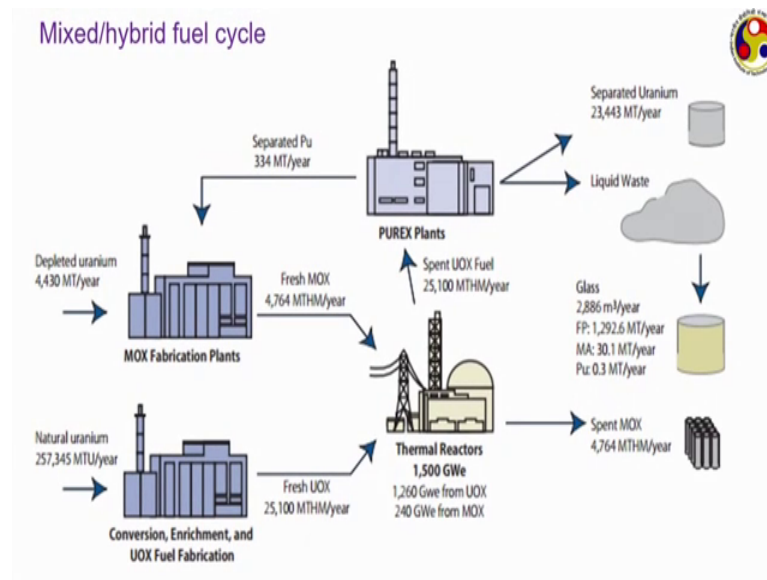 Mixed/hybrid fuel cycle
Separated Uranium
23,443 MT/year
Separated Pu
334 MT/year
Liquid Waste
PUREX Plants
Depleted uranium
4,430 MT/year
Fresh MOX
4,764 MTHM/year
Spent UOX Fuel
25,100 MTHM/year
Glass
2,886 m³/year
FP: 1,292.6 MT/year
MA: 30.1 MT/year
Pu: 0.3 MT/year
MOX Fabrication Plants
Spent MOX
4,764 MTHM/year
Natural uranium
257,345 MTU/year
Thermal Reactors
1,500 GWe
1,260 Gwe from UOX
240 GWe from MOX
Fresh UOX
25,100 MTHM/year
Conversion, Enrichment, and
UOX Fuel Fabrication